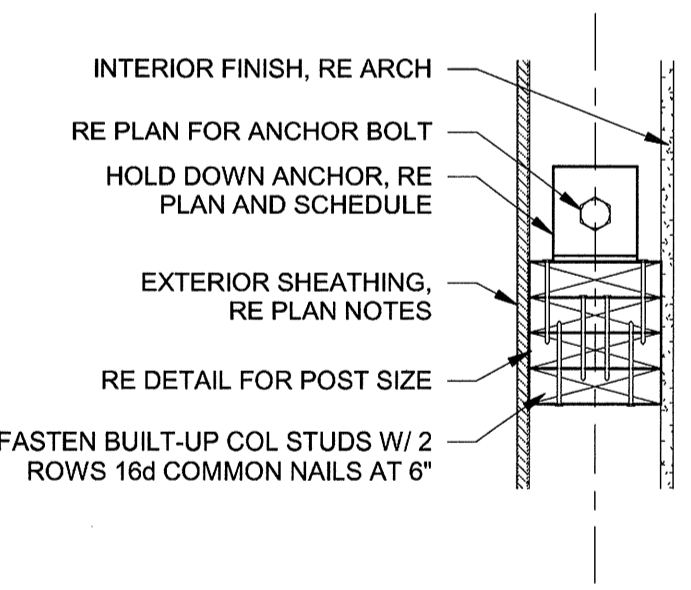 INTERIOR FINISH, RE ARCH
RE PLAN FOR ANCHOR BOLT
HOLD DOWN ANCHOR, RE
PLAN AND SCHEDULE
EXTERIOR SHEATHING,
RE PLAN NOTES
RE DETAIL FOR POST SIZE
FASTEN BUILT-UP COL STUDS W/ 2
ROWS 16d COMMON NAILS AT 6"